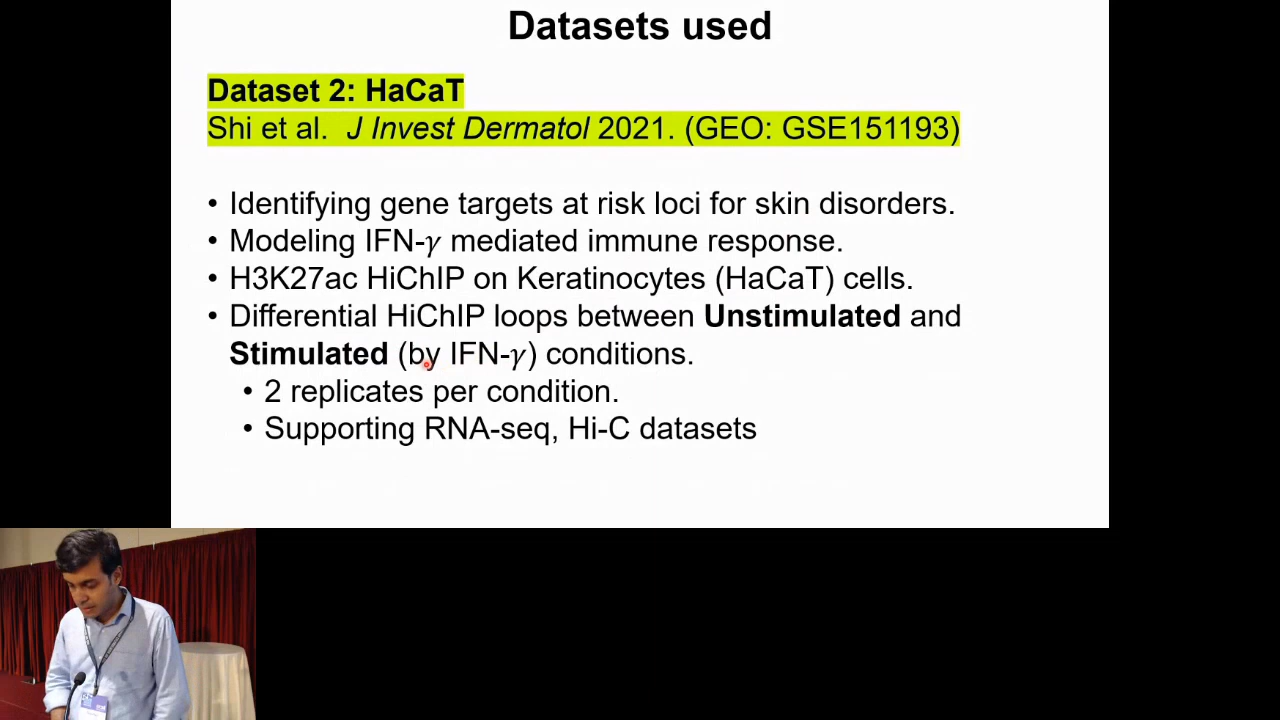 Datasets used
Dataset 2: HaCaT
Shi et al. J Invest Dermatol 2021. (GEO: GSE151193)
• Identifying gene targets at risk loci for skin disorders.
• Modeling IFN-γ mediated immune response.
• H3K27ac HiChIP on Keratinocytes (HaCaT) cells.
• Differential HiChIP loops between Unstimulated and
Stimulated (by IFN-γ) conditions.
• 2 replicates per condition.
• Supporting RNA-seq, Hi-C datasets